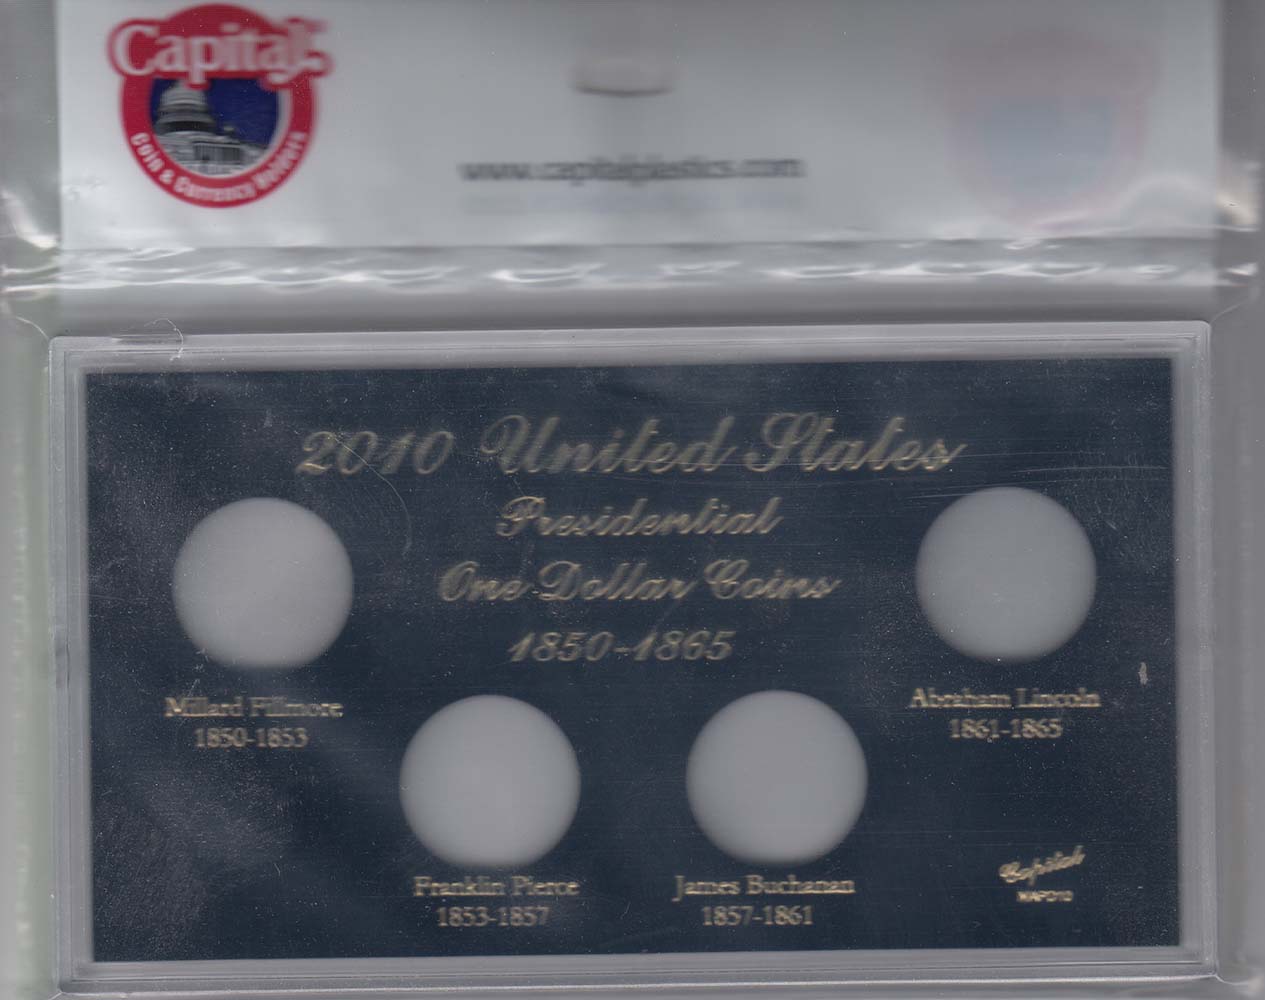 Capital
Coin & Currency Holders
www.capitalplastics.com
2010 United States
Presidential
One Dollar Coins
1850-1865
Millard Fillmore
1850-1853
Abraham Lincoln
1861-1865
Franklin Pierce
1853-1857
James Buchanan
1857-1861
Capital